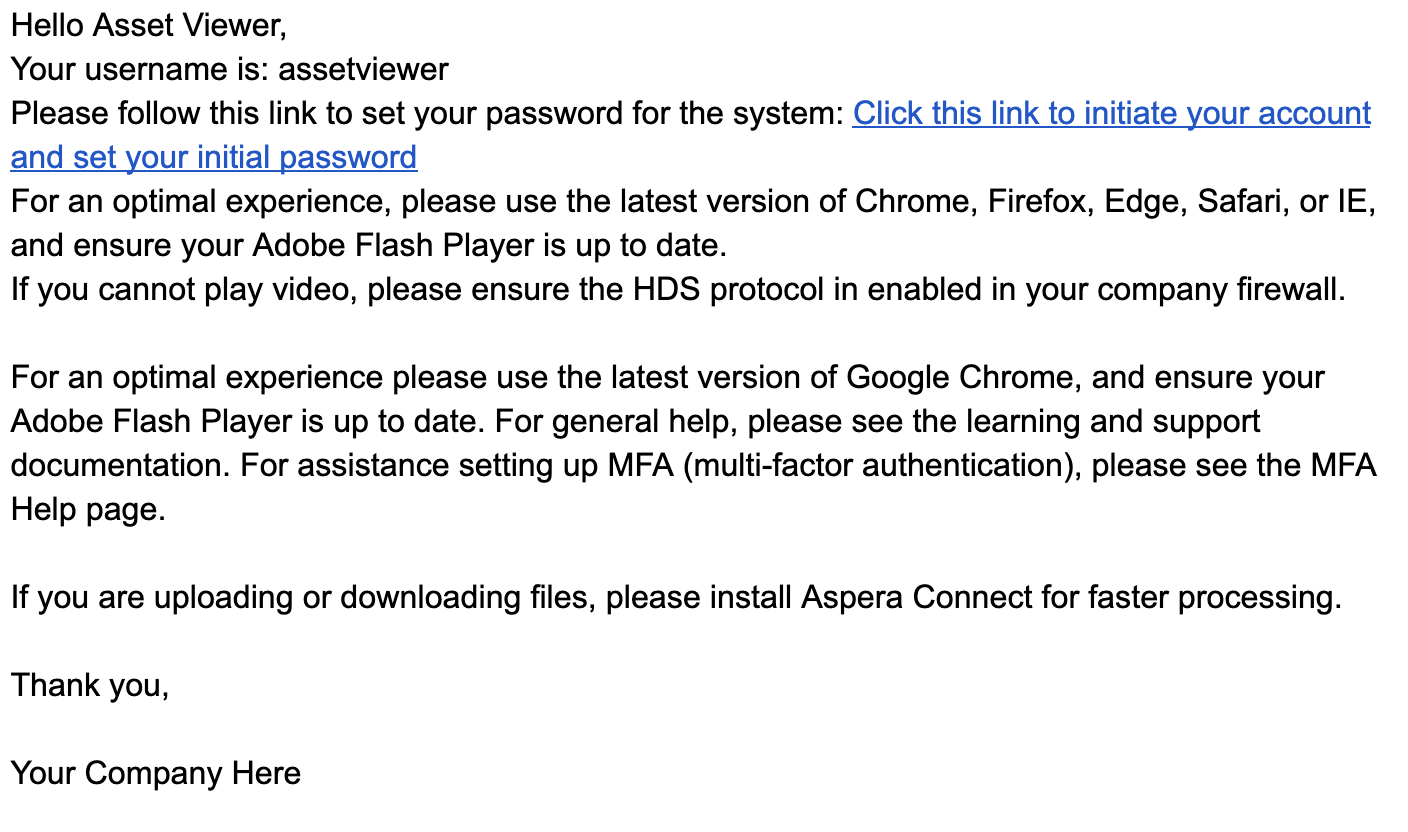 Hello Asset Viewer,
Your username is: assetviewer
Please follow this link to set your password for the system: Click this link to initiate your account
and set your initial password
For an optimal experience, please use the latest version of Chrome, Firefox, Edge, Safari, or IE,
and ensure your Adobe Flash Player is up to date.
If you cannot play video, please ensure the HDS protocol in enabled in your company firewall.
For an optimal experience please use the latest version of Google Chrome, and ensure your
Adobe Flash Player is up to date. For general help, please see the learning and support
documentation. For assistance setting up MFA (multi-factor authentication), please see the MFA
Help page.
If you are uploading or downloading files, please install Aspera Connect for faster processing.
Thank you,
Your Company Here